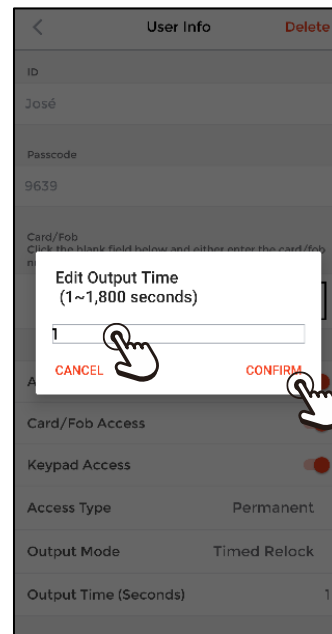 User Info
Delete
ID
José
Passcode
9639
Card/Fob
Click the blank field below and either enter the card/fob
Edit Output Time
(1~1,800 seconds)
1
CANCEL
CONFIRM
Card/Fob Access
Keypad Access
Access Type
Permanent
Output Mode
Timed Relock
Output Time (Seconds)
1